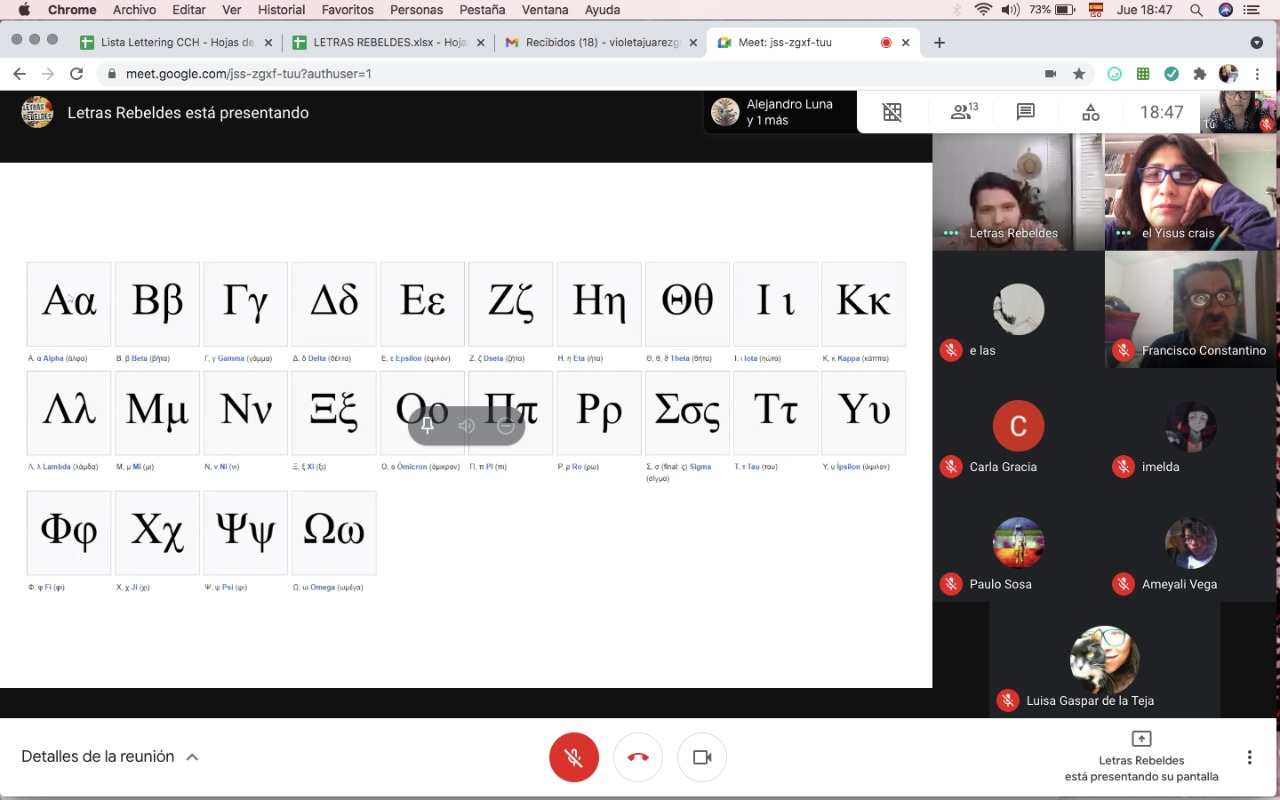 Chrome Archivo Editar Ver Historial Favoritos Personas Pestaña Ventana Ayuda 73% ISO Jue 18:47
Lista Lettering CCH - Hojas de LETRAS REBELDES.xlsx - Hoja Recibidos (18) - violetajuarezg Meet: jss-zgxf-tuu
meet.google.com/jss-zgxf-tuu?authuser=1
LETRAS REBELDES
Letras Rebeldes está presentando
Alejandro Luna
y 1 más
13
18:47
Tú
Letras Rebeldes el Yisus crais
Αα Ββ Γγ Δδ Εε Ζζ Ηη Θθ Ι ι Κκ
Α, α Alpha (άλφα) Β, β Beta (βήτα) Γ, γ Gamma (γάμμα) Δ, δ Delta (δέλτα) Ε, ε Epsilon (έψιλόν) Ζ, ζ Dseta (ζήτα) Η, η Eta (ήτα) Θ, θ, ϑ Theta (θήτα) Ι, ι Iota (ιώτα) Κ, κ Kappa (κάππα)
Λλ Μμ Νν Ξξ Οο Ππ Ρρ Σσς Ττ Υυ
Λ, λ Lambda (λάμδα) Μ, μ Mi (μι) Ν, ν Ni (νι) Ξ, ξ Xi (ξι) Ο, ο Ómicron (όμικρον) Π, π Pi (πι) Ρ, ρ Ro (ρω) Σ, σ (final: ς) Sigma (σίγμα) Τ, τ Tau (ταυ) Υ, υ Ípsilon (ύψιλον)
Φφ Χχ Ψψ Ωω
Φ, φ Fi (φι) Χ, χ Ji (χι) Ψ, ψ Psi (ψι) Ω, ω Omega (ωμέγα)
e las Francisco Constantino
C
Carla Gracia imelda
Paulo Sosa Ameyali Vega
Luisa Gaspar de la Teja
Detalles de la reunión
Letras Rebeldes
está presentando su pantalla